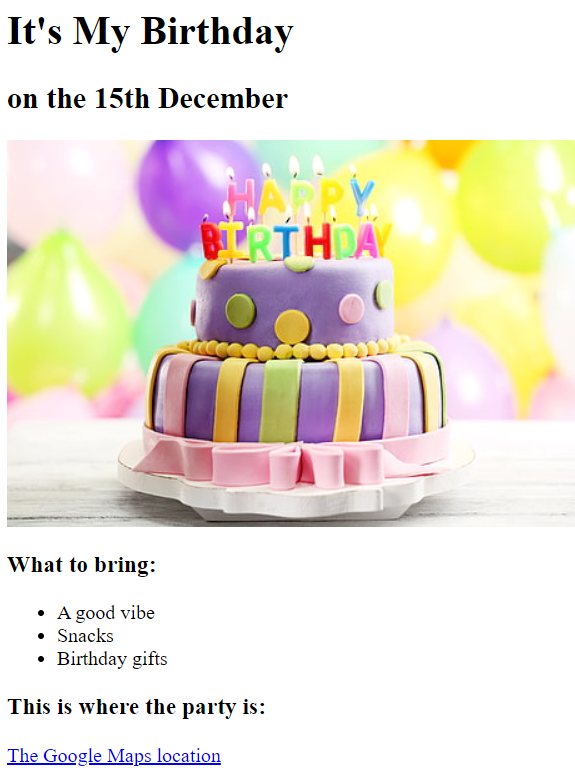 It's My Birthday
on the 15th December
HAPPY
BIRTHDAY
What to bring:
A good vibe
Snacks
Birthday gifts
This is where the party is:
The Google Maps location